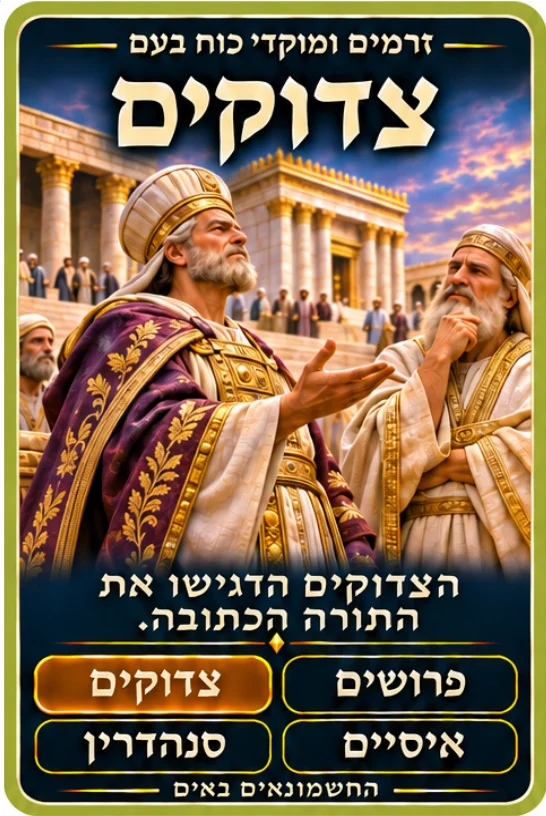 זרמים ומוקדי כוח בעם
צדוקים
הצדוקים הדגישו את
התורה הכתובה.
פרושים
צדוקים
איסיים
סנהדרין
החשמונאים באים